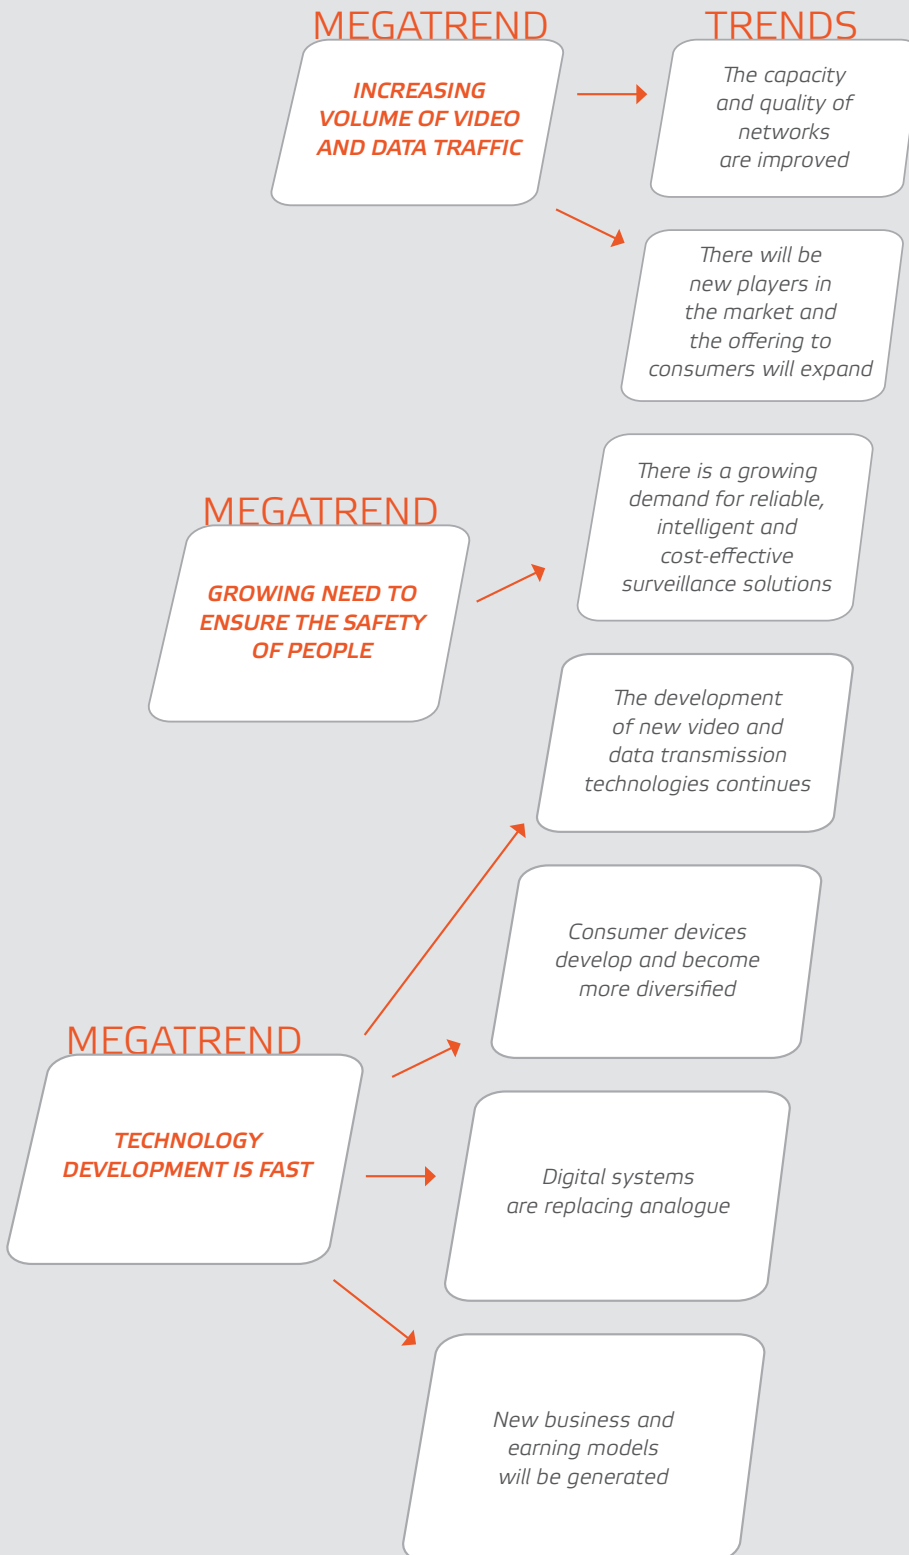 MEGATREND
INCREASING
VOLUME OF VIDEO
AND DATA TRAFFIC
TRENDS
The capacity
and quality of
networks
are improved
There will be
new players in
the market and
the offering to
consumers will expand
MEGATREND
GROWING NEED TO
ENSURE THE SAFETY
OF PEOPLE
There is a growing
demand for reliable,
intelligent and
cost-effective
surveillance solutions
MEGATREND
TECHNOLOGY
DEVELOPMENT IS FAST
The development
of new video and
data transmission
technologies continues
Consumer devices
develop and become
more diversified
Digital systems
are replacing analogue
New business and
earning models
will be generated